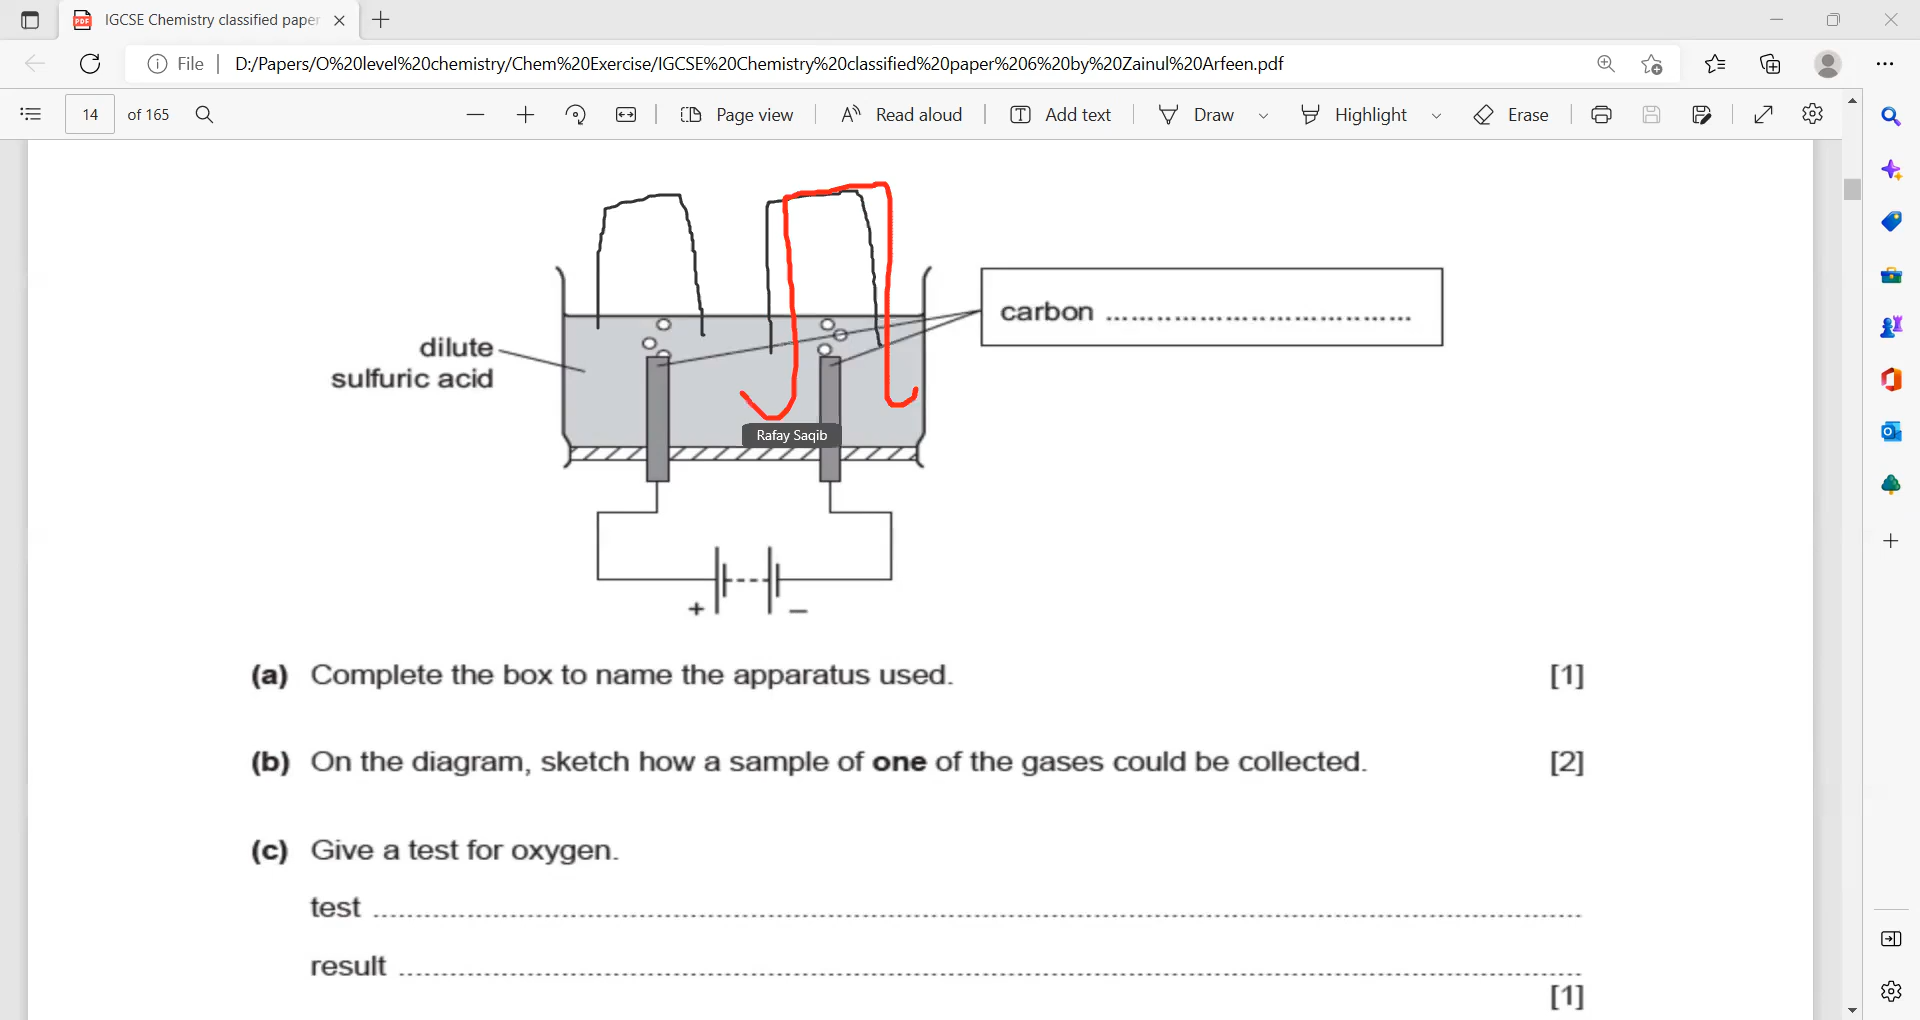 IGCSE Chemistry classified paper
File
D:/Papers/O%20level%20chemistry/Chem%20Exercise/IGCSE%20Chemistry%20classified%20paper%206%20by%20Zainul%20Arfeen.pdf
14 of 165
Page view
Read aloud
Add text
Draw
Highlight
Erase
carbon ....................................
dilute
sulfuric acid
Rafay Saqib
+ −
(a) Complete the box to name the apparatus used. [1]
(b) On the diagram, sketch how a sample of one of the gases could be collected. [2]
(c) Give a test for oxygen.
test ....................................................................................................
result ....................................................................................................
[1]